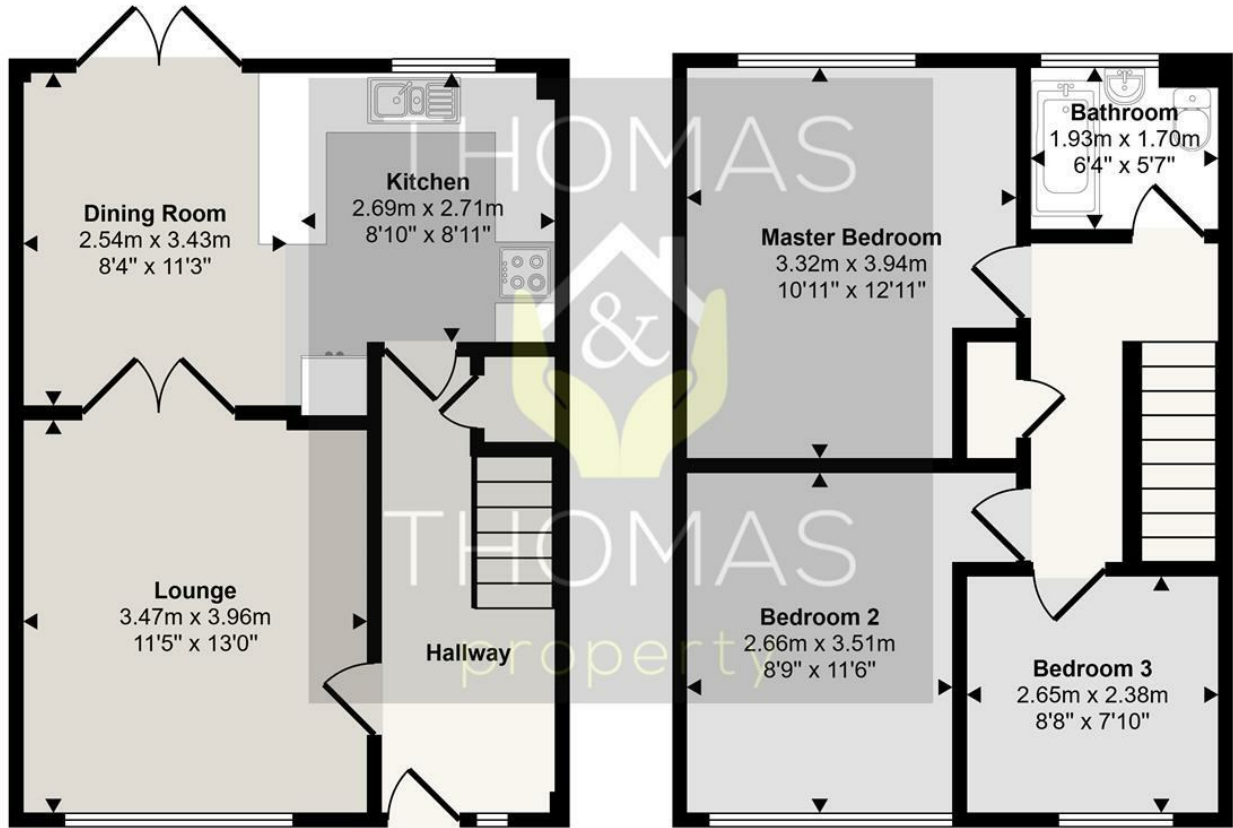 Dining Room
2.54m x 3.43m
8'4" x 11'3"
Kitchen
2.69m x 2.71m
8'10" x 8'11"
Lounge
3.47m x 3.96m
11'5" x 13'0"
Hallway
Master Bedroom
3.32m x 3.94m
10'11" x 12'11"
Bathroom
1.93m x 1.70m
6'4" x 5'7"
Bedroom 2
2.66m x 3.51m
8'9" x 11'6"
Bedroom 3
2.65m x 2.38m
8'8" x 7'10"
THOMAS
&
THOMAS
property